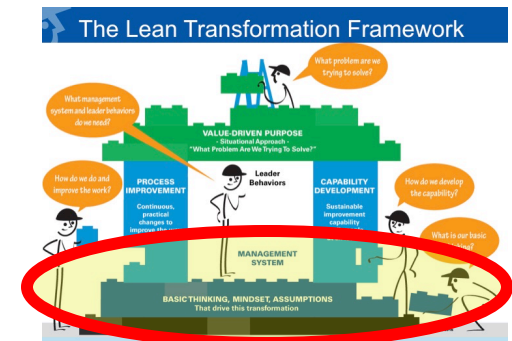 The Lean Transformation Framework
What problem are we
trying to solve?
What management
system and leader behaviors
do we need?
VALUE-DRIVEN PURPOSE
- Situational Approach -
"What Problem Are We Trying To Solve?"
How do we do and
improve the work?
PROCESS
IMPROVEMENT
Continuous,
practical
changes to
improve the
Leader
Behaviors
CAPABILITY
DEVELOPMENT
Sustainable
improvement
capability
How do we develop
the capability?
What is our basic
MANAGEMENT
SYSTEM
BASIC THINKING, MINDSET, ASSUMPTIONS
That drive this transformation